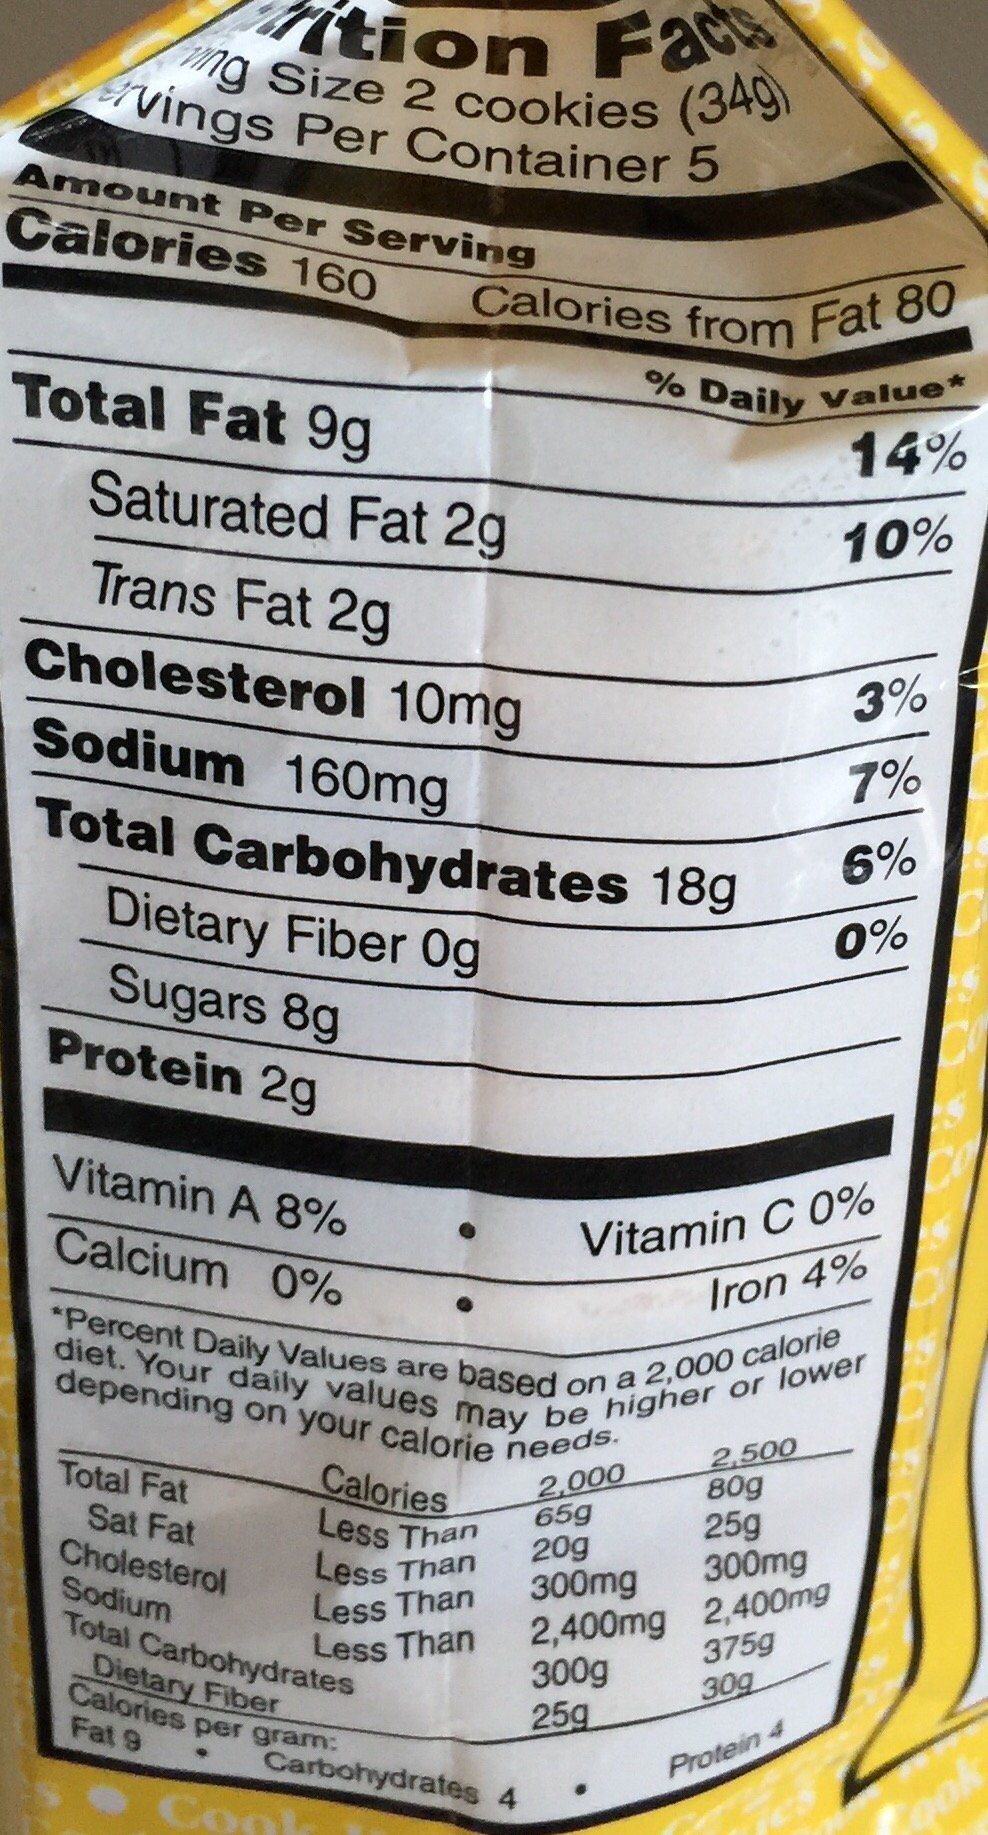 trition Facts
ving Size 2 cookies (34g)
ervings Per Container 5
Amount Per Serving
Calories 160 Calories from Fat 80
% Daily Value*
Total Fat 9g 14%
Saturated Fat 2g 10%
Trans Fat 2g
Cholesterol 10mg 3%
Sodium 160mg 7%
Total Carbohydrates 18g 6%
Dietary Fiber 0g 0%
Sugars 8g
Protein 2g
Vitamin A 8% • Vitamin C 0%
Calcium 0% • Iron 4%
*Percent Daily Values are based on a 2,000 calorie
diet. Your daily values may be higher or lower
depending on your calorie needs.
Calories 2,000 2,500
Total Fat Less Than 65g 80g
Sat Fat Less Than 20g 25g
Cholesterol Less Than 300mg 300mg
Sodium Less Than 2,400mg 2,400mg
Total Carbohydrates 300g 375g
Dietary Fiber 25g 30g
Calories per gram:
Fat 9 • Carbohydrates 4 • Protein 4